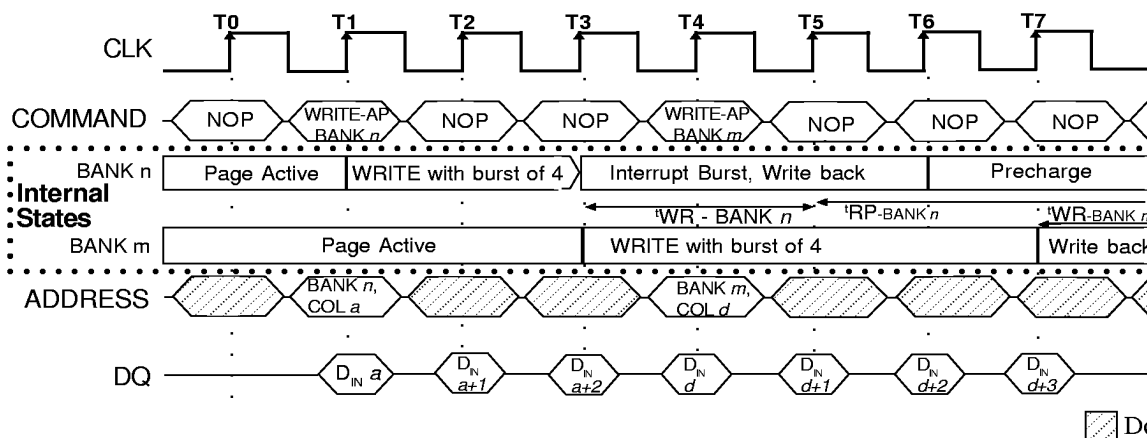 T0 T1 T2 T3 T4 T5 T6 T7
CLK
COMMAND NOP WRITE-AP BANK n NOP NOP WRITE-AP BANK m NOP NOP NOP
BANK n Page Active WRITE with burst of 4 Interrupt Burst, Write back Precharge
Internal States
tWR - BANK n tRP-BANK n tWR-BANK
BANK m Page Active WRITE with burst of 4 Write back
ADDRESS BANK n, COL a BANK m, COL d
DQ DIN a DIN a+1 DIN a+2 DIN d DIN d+1 DIN d+2 DIN d+3